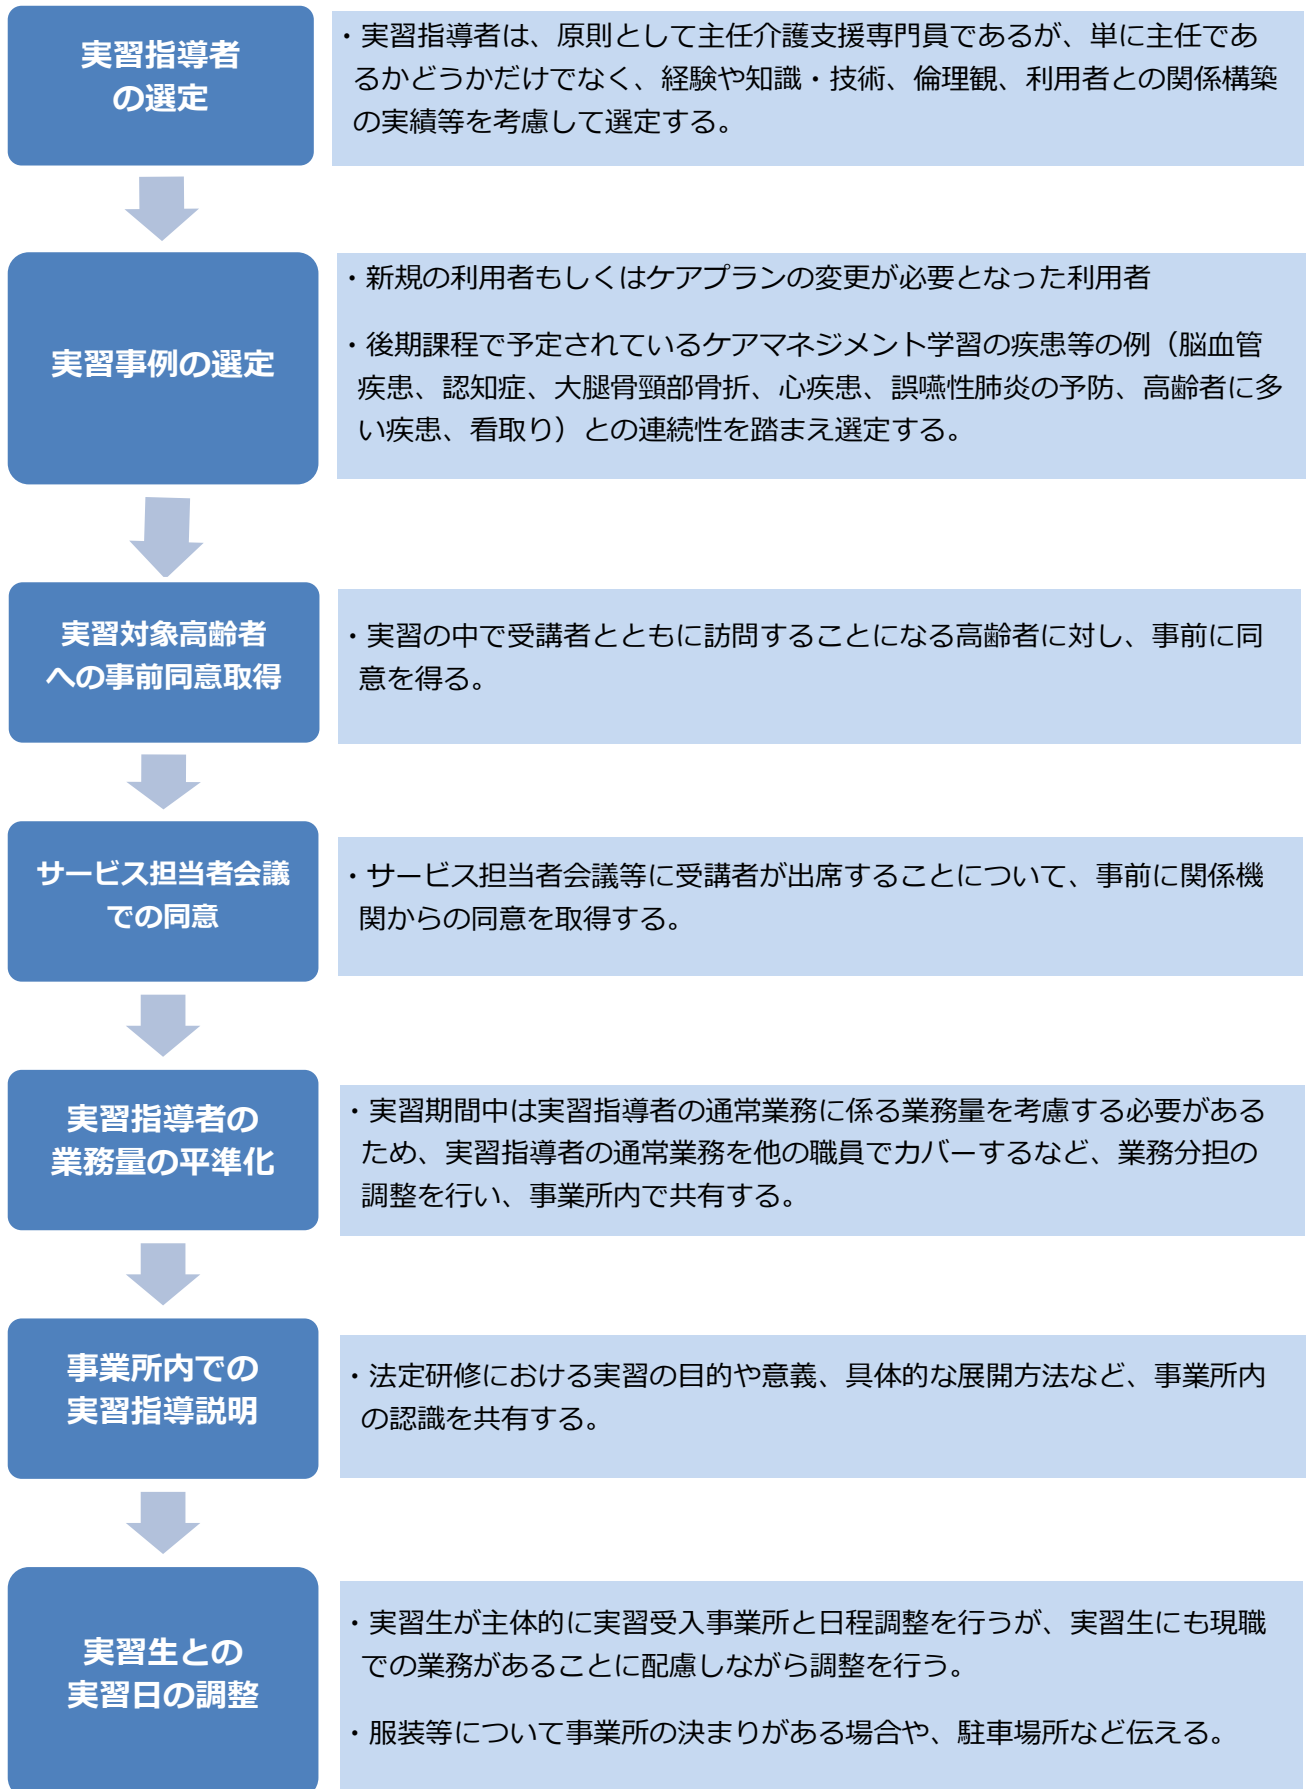 実習指導者
の選定
・実習指導者は、原則として主任介護支援専門員であるが、単に主任であ
るかどうかだけでなく、経験や知識・技術、倫理観、利用者との関係構築
の実績等を考慮して選定する。
実習事例の選定
・新規の利用者もしくはケアプランの変更が必要となった利用者
・後期課程で予定されているケアマネジメント学習の疾患等の例（脳血管
疾患、認知症、大腿骨頸部骨折、心疾患、誤嚥性肺炎の予防、高齢者に多
い疾患、看取り）との連続性を踏まえ選定する。
実習対象高齢者
への事前同意取得
・実習の中で受講者とともに訪問することになる高齢者に対し、事前に同
意を得る。
サービス担当者会議
での同意
・サービス担当者会議等に受講者が出席することについて、事前に関係機
関からの同意を取得する。
実習指導者の
業務量の平準化
・実習期間中は実習指導者の通常業務に係る業務量を考慮する必要がある
ため、実習指導者の通常業務を他の職員でカバーするなど、業務分担の
調整を行い、事業所内で共有する。
事業所内での
実習指導説明
・法定研修における実習の目的や意義、具体的な展開方法など、事業所内
の認識を共有する。
実習生との
実習日の調整
・実習生が主体的に実習受入事業所と日程調整を行うが、実習生にも現職
での業務があることに配慮しながら調整を行う。
・服装等について事業所の決まりがある場合や、駐車場所など伝える。